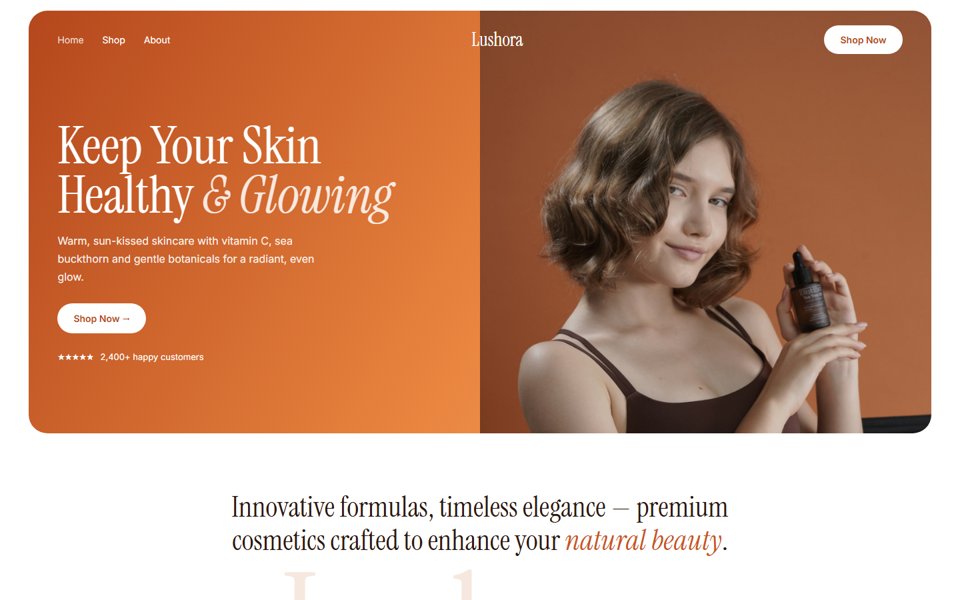 Home Shop About Lushora Shop Now
Keep Your Skin
Healthy & Glowing
Warm, sun-kissed skincare with vitamin C, sea
buckthorn and gentle botanicals for a radiant, even
glow.
Shop Now →
★★★★★ 2,400+ happy customers
Innovative formulas, timeless elegance — premium
cosmetics crafted to enhance your natural beauty.